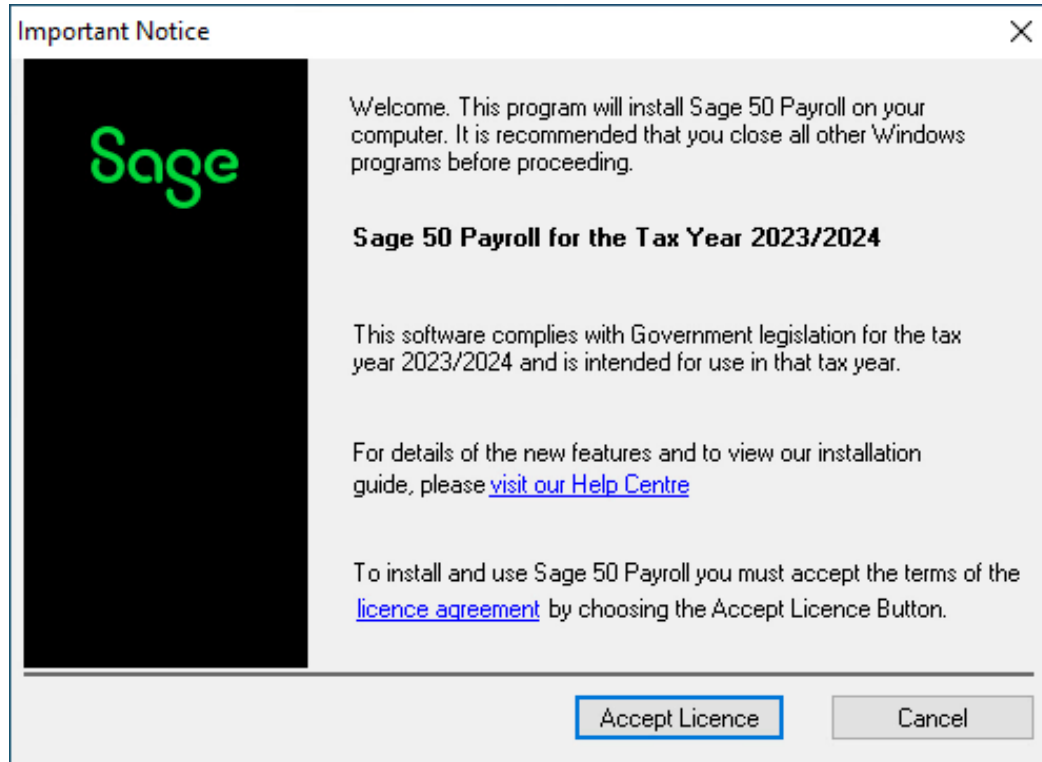 Important Notice
Sage
Welcome. This program will install Sage 50 Payroll on your
computer. It is recommended that you close all other Windows
programs before proceeding.
Sage 50 Payroll for the Tax Year 2023/2024
This software complies with Government legislation for the tax
year 2023/2024 and is intended for use in that tax year.
For details of the new features and to view our installation
guide, please visit our Help Centre
To install and use Sage 50 Payroll you must accept the terms of the
licence agreement by choosing the Accept Licence Button.
Accept Licence
Cancel